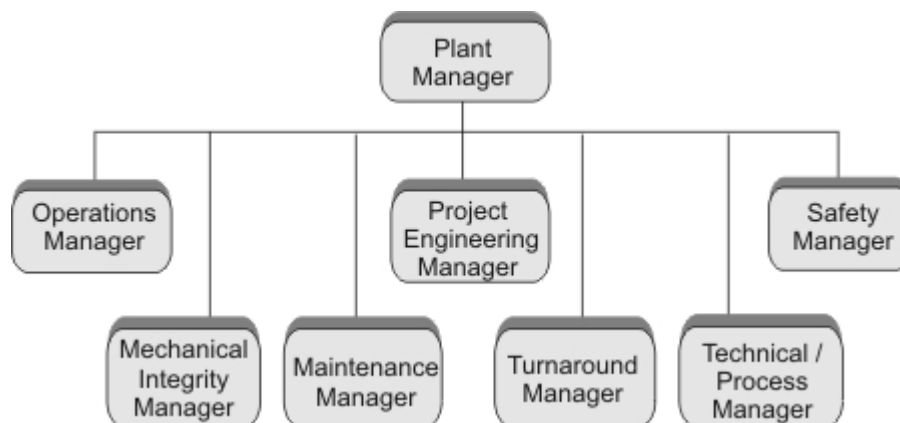 Plant
Manager
Operations
Manager
Project
Engineering
Manager
Safety
Manager
Mechanical
Integrity
Manager
Maintenance
Manager
Turnaround
Manager
Technical /
Process
Manager